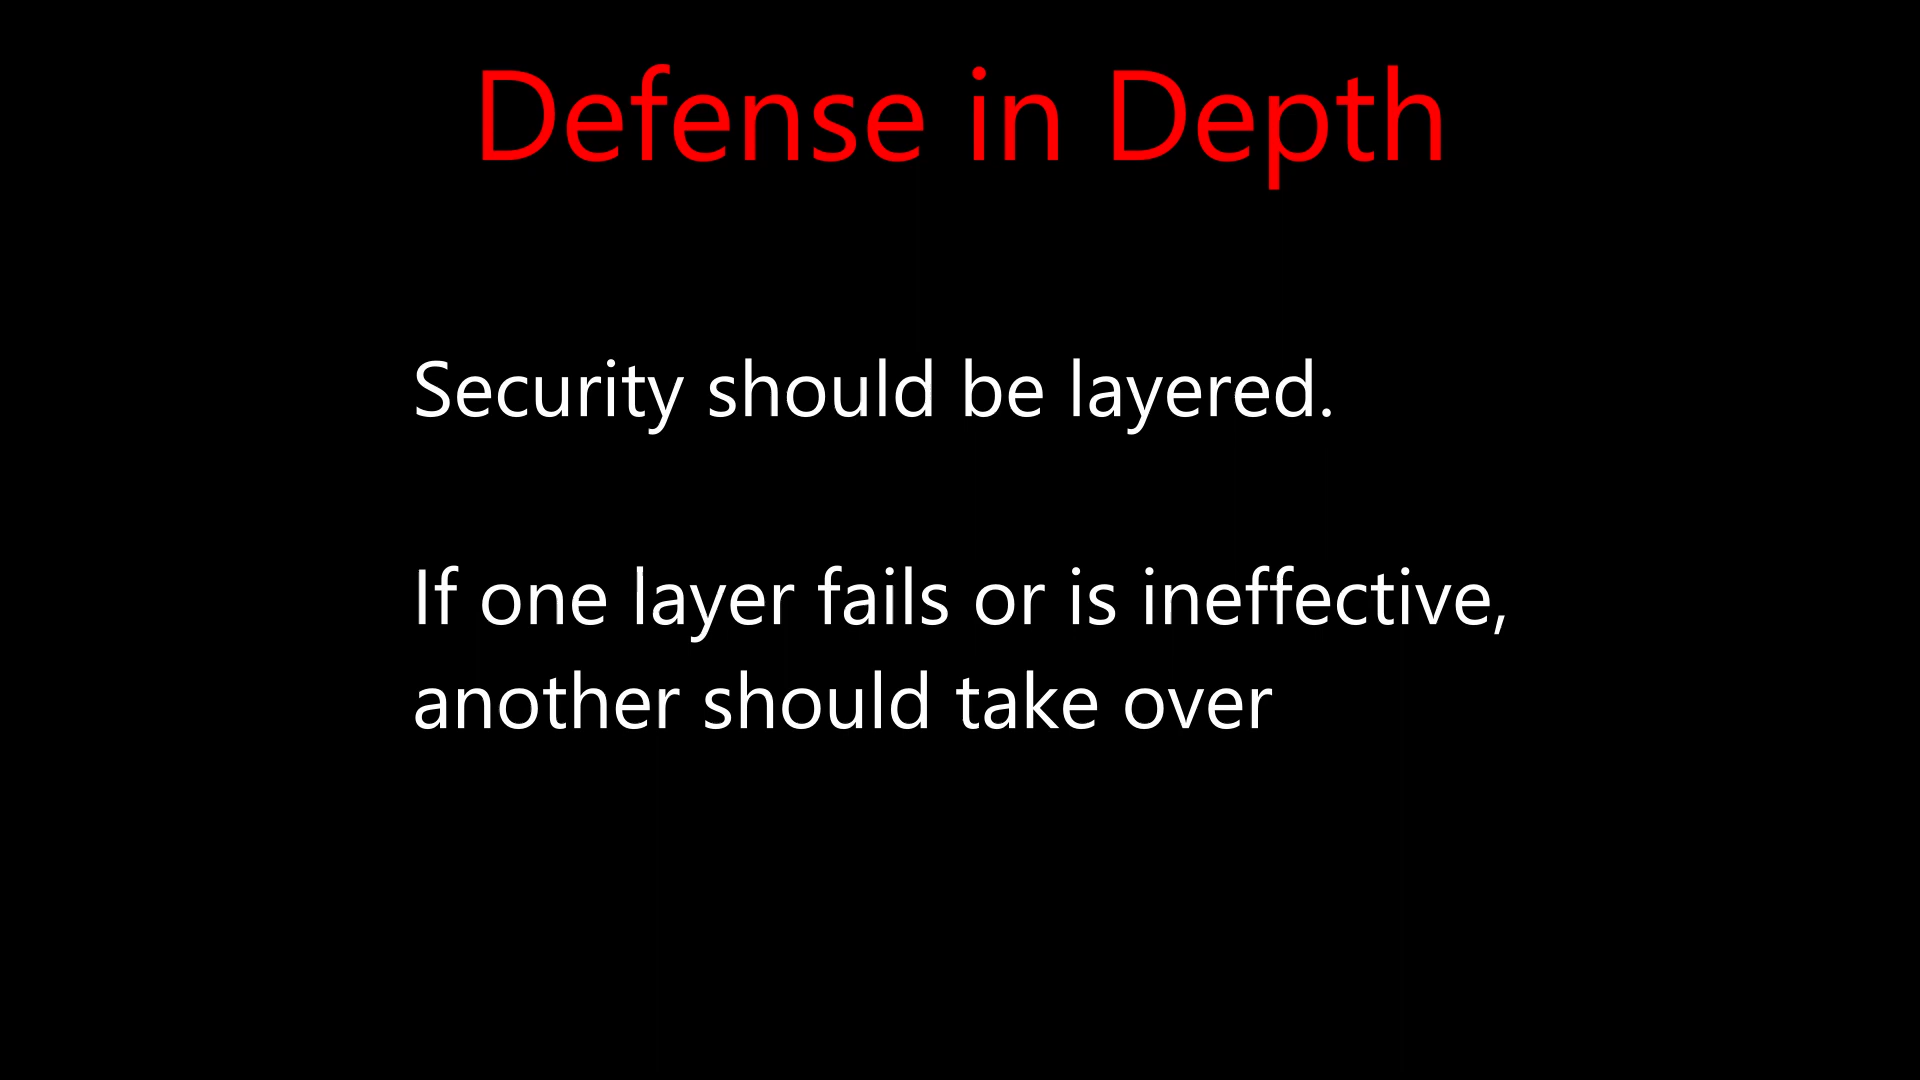 Defense in Depth
Security should be layered.
If one layer fails or is ineffective,
another should take over